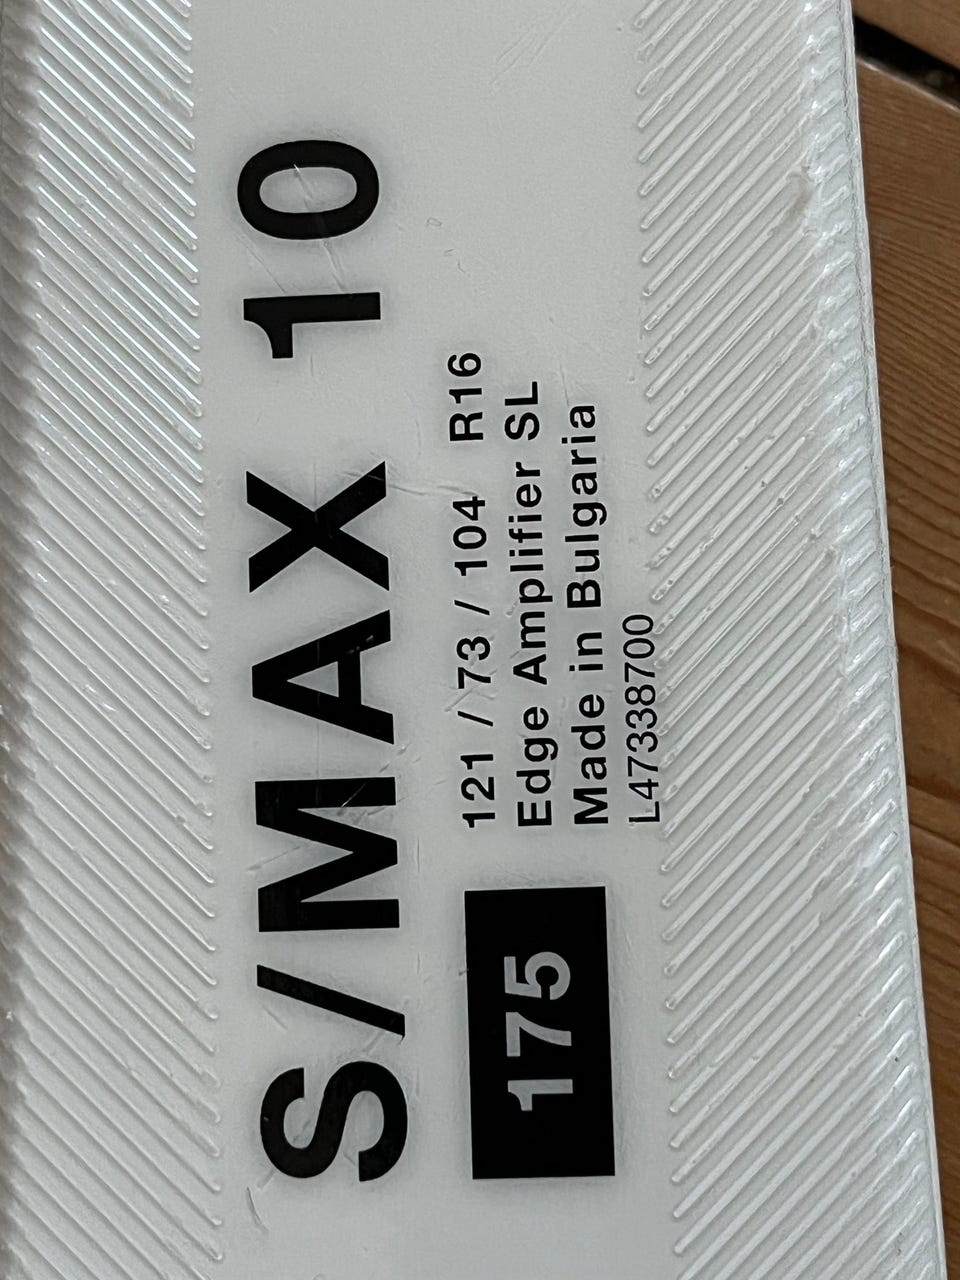 S/MAX 10
175
121 / 73 / 104 R16
Edge Amplifier SL
Made in Bulgaria
L47338700